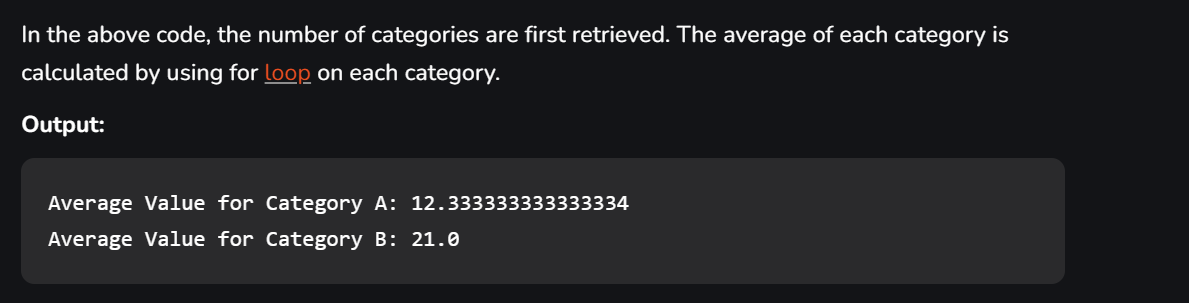 In the above code, the number of categories are first retrieved. The average of each category is
calculated by using for loop on each category.
Output:
Average Value for Category A: 12.333333333333334
Average Value for Category B: 21.0